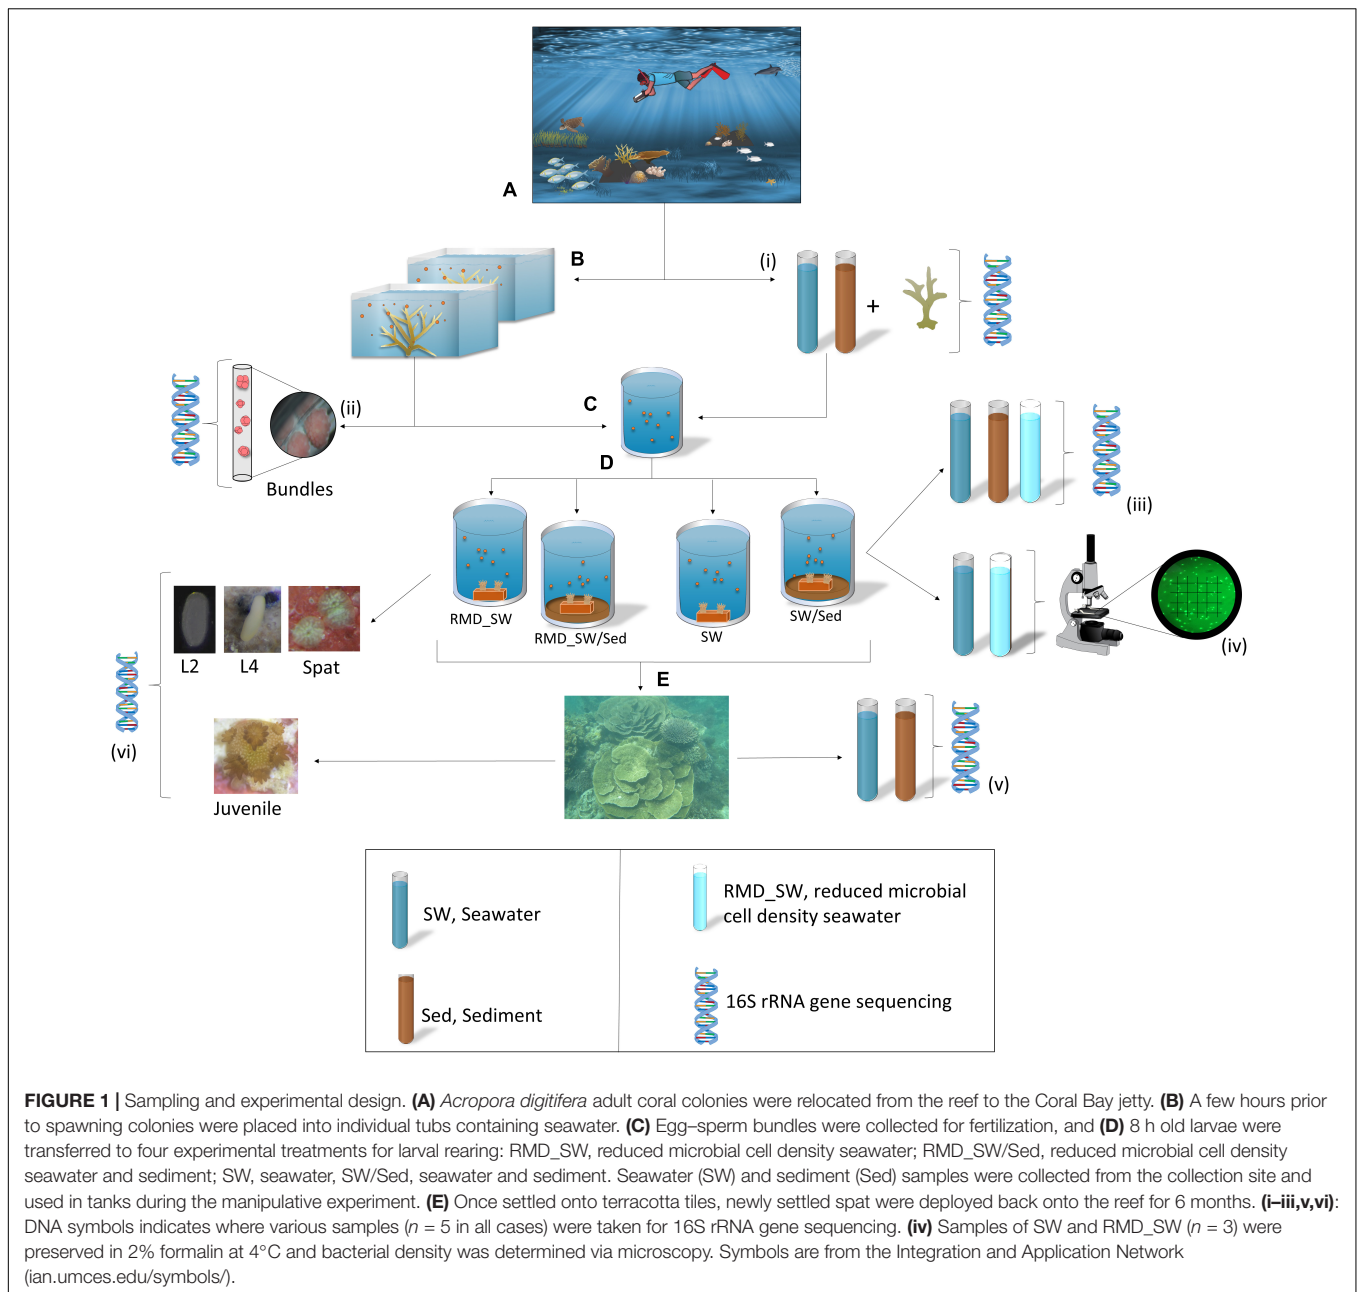 A
B
(i)
+
C
(ii)
Bundles
D
(iii)
RMD_SW
RMD_SW/Sed
SW
SW/Sed
(iv)
L2
L4
Spat
E
(vi)
(v)
Juvenile
SW, Seawater
RMD_SW, reduced microbial
cell density seawater
Sed, Sediment
16S rRNA gene sequencing
FIGURE 1 | Sampling and experimental design. (A) Acropora digitifera adult coral colonies were relocated from the reef to the Coral Bay jetty. (B) A few hours prior
to spawning colonies were placed into individual tubs containing seawater. (C) Egg–sperm bundles were collected for fertilization, and (D) 8 h old larvae were
transferred to four experimental treatments for larval rearing: RMD_SW, reduced microbial cell density seawater; RMD_SW/Sed, reduced microbial cell density
seawater and sediment; SW, seawater, SW/Sed, seawater and sediment. Seawater (SW) and sediment (Sed) samples were collected from the collection site and
used in tanks during the manipulative experiment. (E) Once settled onto terracotta tiles, newly settled spat were deployed back onto the reef for 6 months. (i–iii,v,vi):
DNA symbols indicates where various samples (n = 5 in all cases) were taken for 16S rRNA gene sequencing. (iv) Samples of SW and RMD_SW (n = 3) were
preserved in 2% formalin at 4°C and bacterial density was determined via microscopy. Symbols are from the Integration and Application Network
(ian.umces.edu/symbols/).